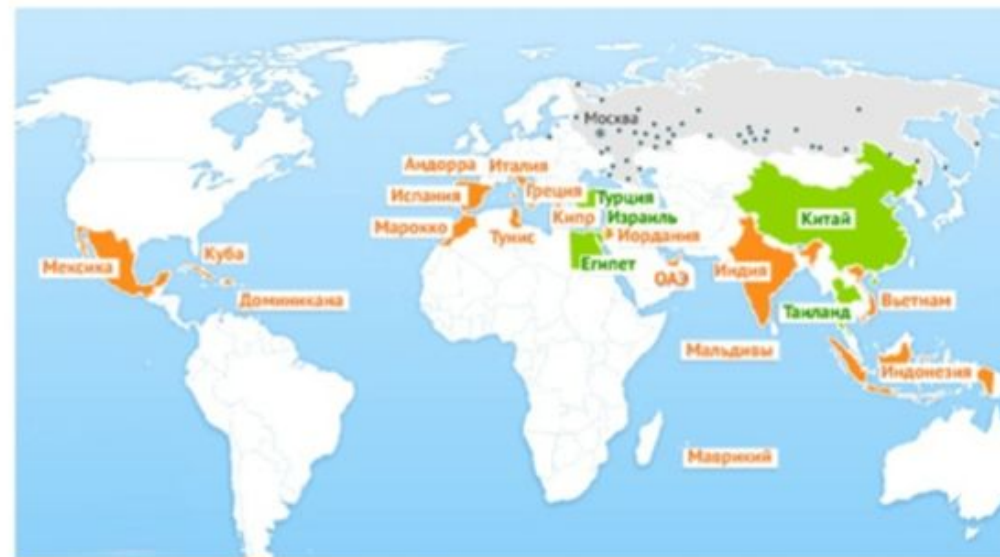 Москва
Андорра
Италия
Испания
Греция
Турция
Китай
Марокко
Тунис
Кипр
Израиль
Иордания
Мексика
Куба
Египет
ОАЭ
Индия
Доминикана
Таиланд
Вьетнам
Мальдивы
Индонезия
Маврикий